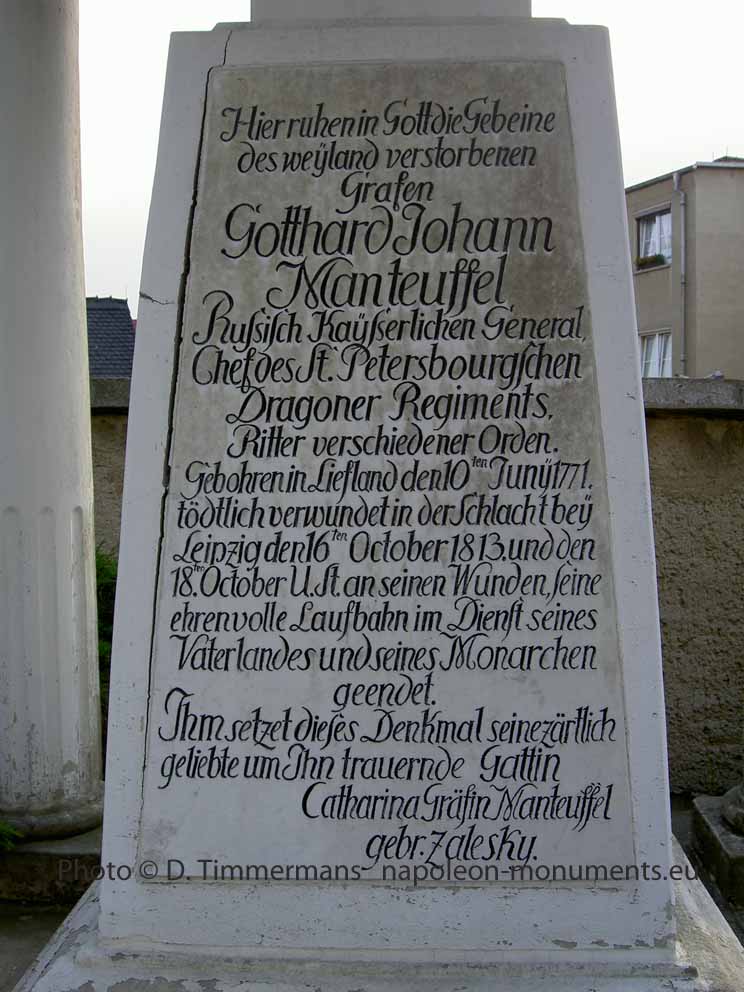 Hier ruhen in Gott die Gebeine
des weÿland verstorbenen
Grafen
Gotthard Johann
Manteuffel
Ruſsiſch Kaÿſserlichen General,
Chef des St. Petersbourgſchen
Dragoner Regiments,
Ritter verschiedener Orden.
Gebohren in Liefland den 10ten Junÿ 1771.
tödtlich verwundet in der Schlacht beÿ
Leipzig den 16ten October 1813. und den
18ten October U. St. an seinen Wunden, ſeine
ehrenvolle Laufbahn im Dienſt seines
Vaterlandes und seines Monarchen
geendet.
Ihm setzet dieſes Denkmal seine zärtlich
geliebte um Ihn trauernde Gattin
Catharina Gräfin Manteuffel
gebr. Zalesky.
Photo © D. Timmermans- napoleon-monuments.eu